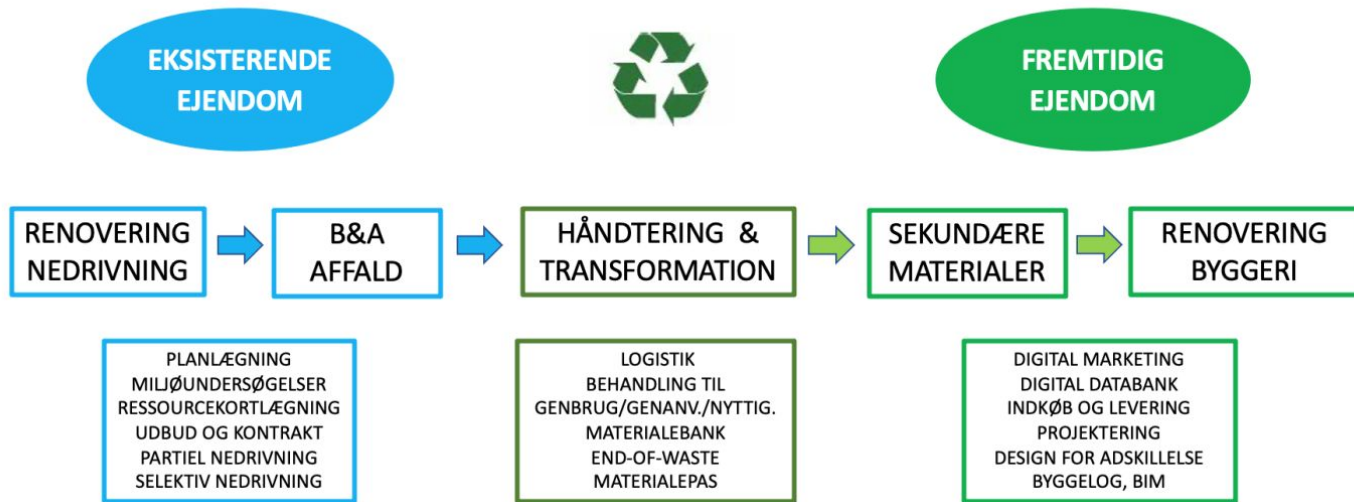 EKSISTERENDE
EJENDOM
FREMTIDIG
EJENDOM
RENOVERING
NEDRIVNING
B&A
AFFALD
HÅNDTERING &
TRANSFORMATION
SEKUNDÆRE
MATERIALER
RENOVERING
BYGGERI
PLANLÆGNING
MILJØUNDERSØGELSER
RESSOURCEKORTLÆGNING
UDBUD OG KONTRAKT
PARTIEL NEDRIVNING
SELEKTIV NEDRIVNING
LOGISTIK
BEHANDLING TIL
GENBRUG/GENANV./NYTTIG.
MATERIALEBANK
END-OF-WASTE
MATERIALEPAS
DIGITAL MARKETING
DIGITAL DATABANK
INDKØB OG LEVERING
PROJEKTERING
DESIGN FOR ADSKILLELSE
BYGGELOG, BIM